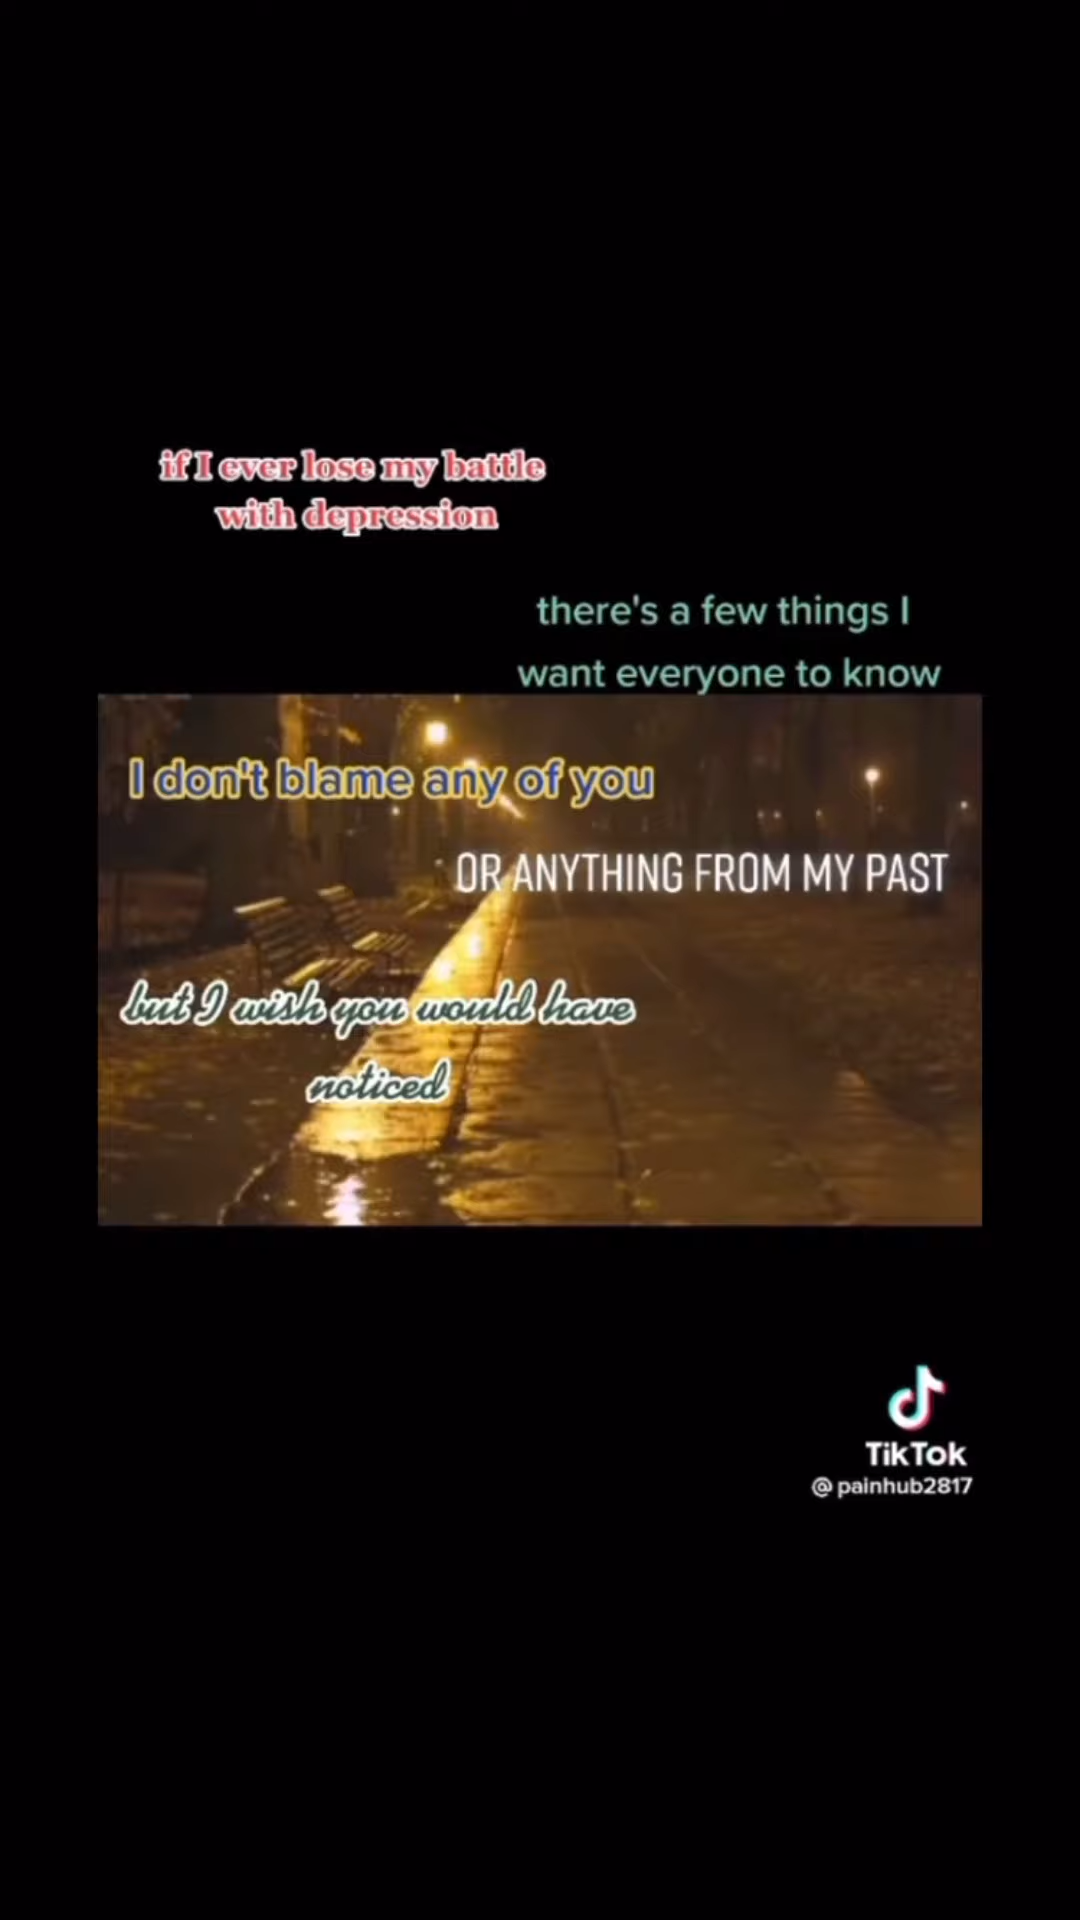 if I ever lose my battle
with depression
there's a few things I
want everyone to know
I don't blame any of you
OR ANYTHING FROM MY PAST
but I wish you would have
noticed
TikTok
@painhub2817